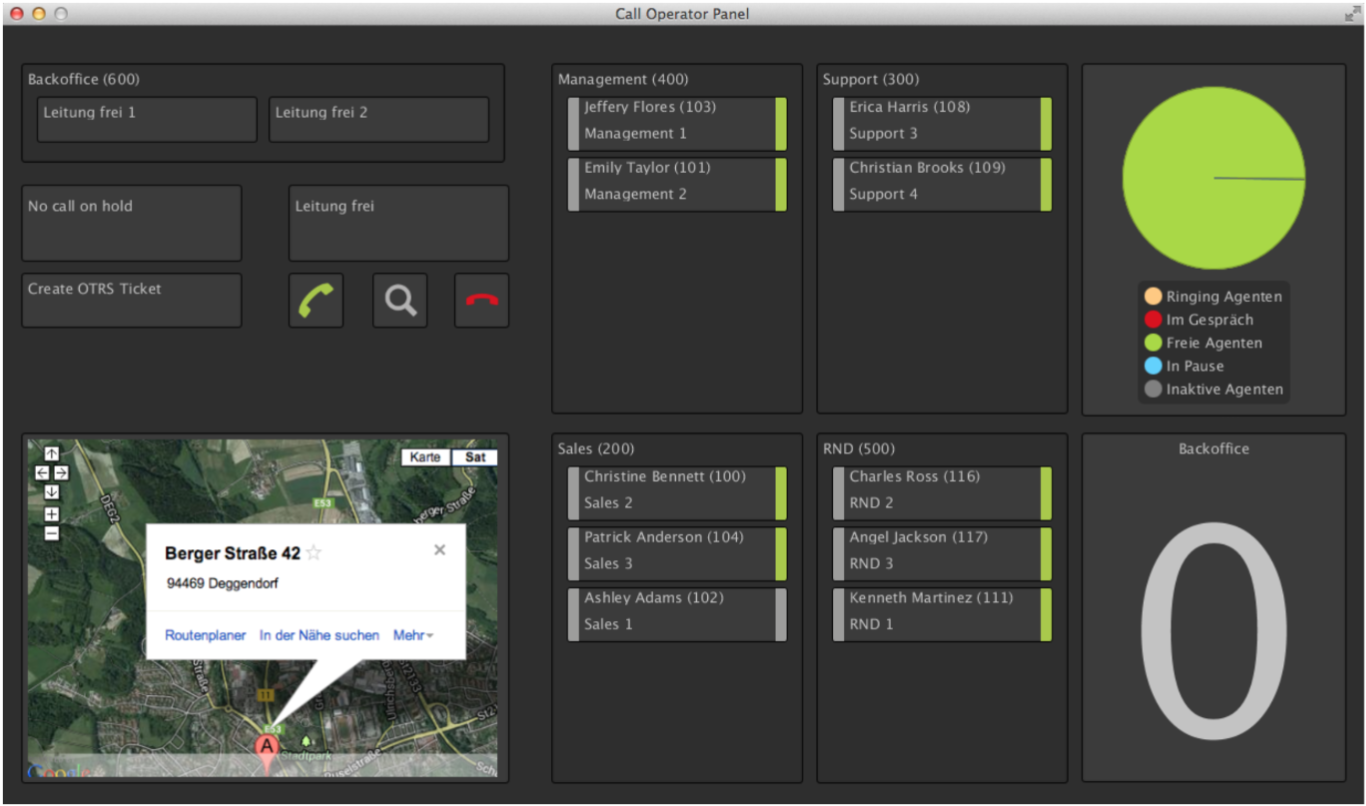 Call Operator Panel
Backoffice (600)
Leitung frei 1
Leitung frei 2
No call on hold
Leitung frei
Create OTRS Ticket
Management (400)
Jeffery Flores (103)
Management 1
Emily Taylor (101)
Management 2
Support (300)
Erica Harris (108)
Support 3
Christian Brooks (109)
Support 4
Ringing Agenten
Im Gespräch
Freie Agenten
In Pause
Inaktive Agenten
Karte
Sat
DEG2
E53
Berger Straße 42
94469 Deggendorf
Routenplaner In der Nähe suchen Mehr
Straße
11
E53
A
Stadtpark
Google
Sales (200)
Christine Bennett (100)
Sales 2
Patrick Anderson (104)
Sales 3
Ashley Adams (102)
Sales 1
RND (500)
Charles Ross (116)
RND 2
Angel Jackson (117)
RND 3
Kenneth Martinez (111)
RND 1
Backoffice
0